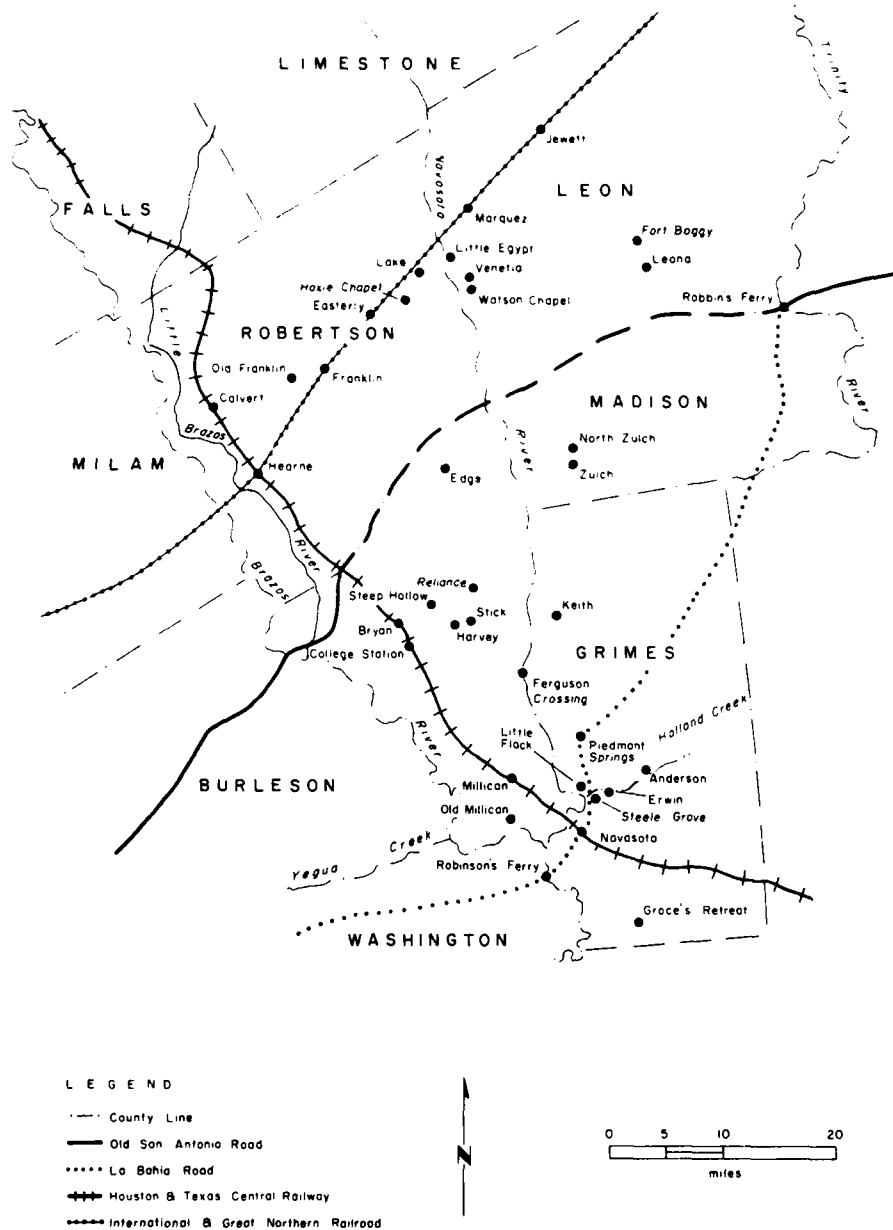 LIMESTONE
Trinity
Jewett
Navasota
LEON
FALLS
Marquez
Fort Boggy
Little Egypt
Lake
Venetia
Leona
Hoxie Chapel
Watson Chapel
Easterly
Robbin's Ferry
ROBERTSON
Little
Old Franklin
Franklin
River
Calvert
MADISON
Brazos
North Zulch
MILAM
River
Hearne
Edge
Zulch
River
Brazos
Reliance
Steep Hollow
Stick
Keith
Bryan
Harvey
College Station
GRIMES
Ferguson
Crossing
River
Little
Flock
Holland Creek
Piedmont
Springs
BURLESON
Millican
Anderson
Erwin
Old Millican
Steele Grove
Navasota
Yegua Creek
Robinson's Ferry
Groce's Retreat
WASHINGTON
LEGEND
County Line
Old San Antonio Road
La Bahia Road
Houston & Texas Central Railway
International & Great Northern Railroad
N
0 5 10 20
miles